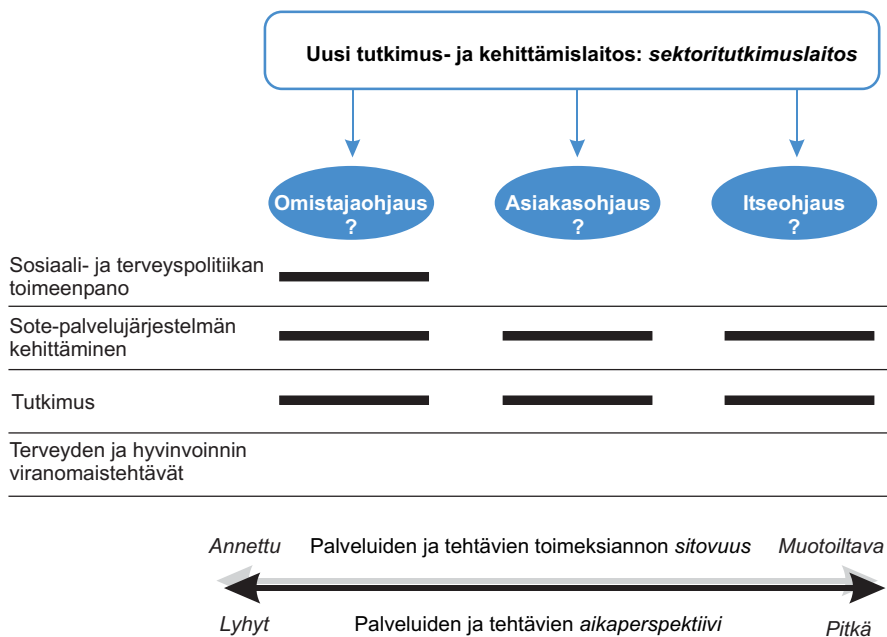 Uusi tutkimus- ja kehittämislaitos: sektoritutkimuslaitos
Omistajaohjaus
?
Asiakasohjaus
?
Itseohjaus
?
Sosiaali- ja terveyspolitiikan
toimeenpano
Sote-palvelujärjestelmän
kehittäminen
Tutkimus
Terveyden ja hyvinvoinnin
viranomaistehtävät
Annettu
Palveluiden ja tehtävien toimeksiannon sitovuus
Muotoiltava
Lyhyt
Palveluiden ja tehtävien aikaperspektiivi
Pitkä